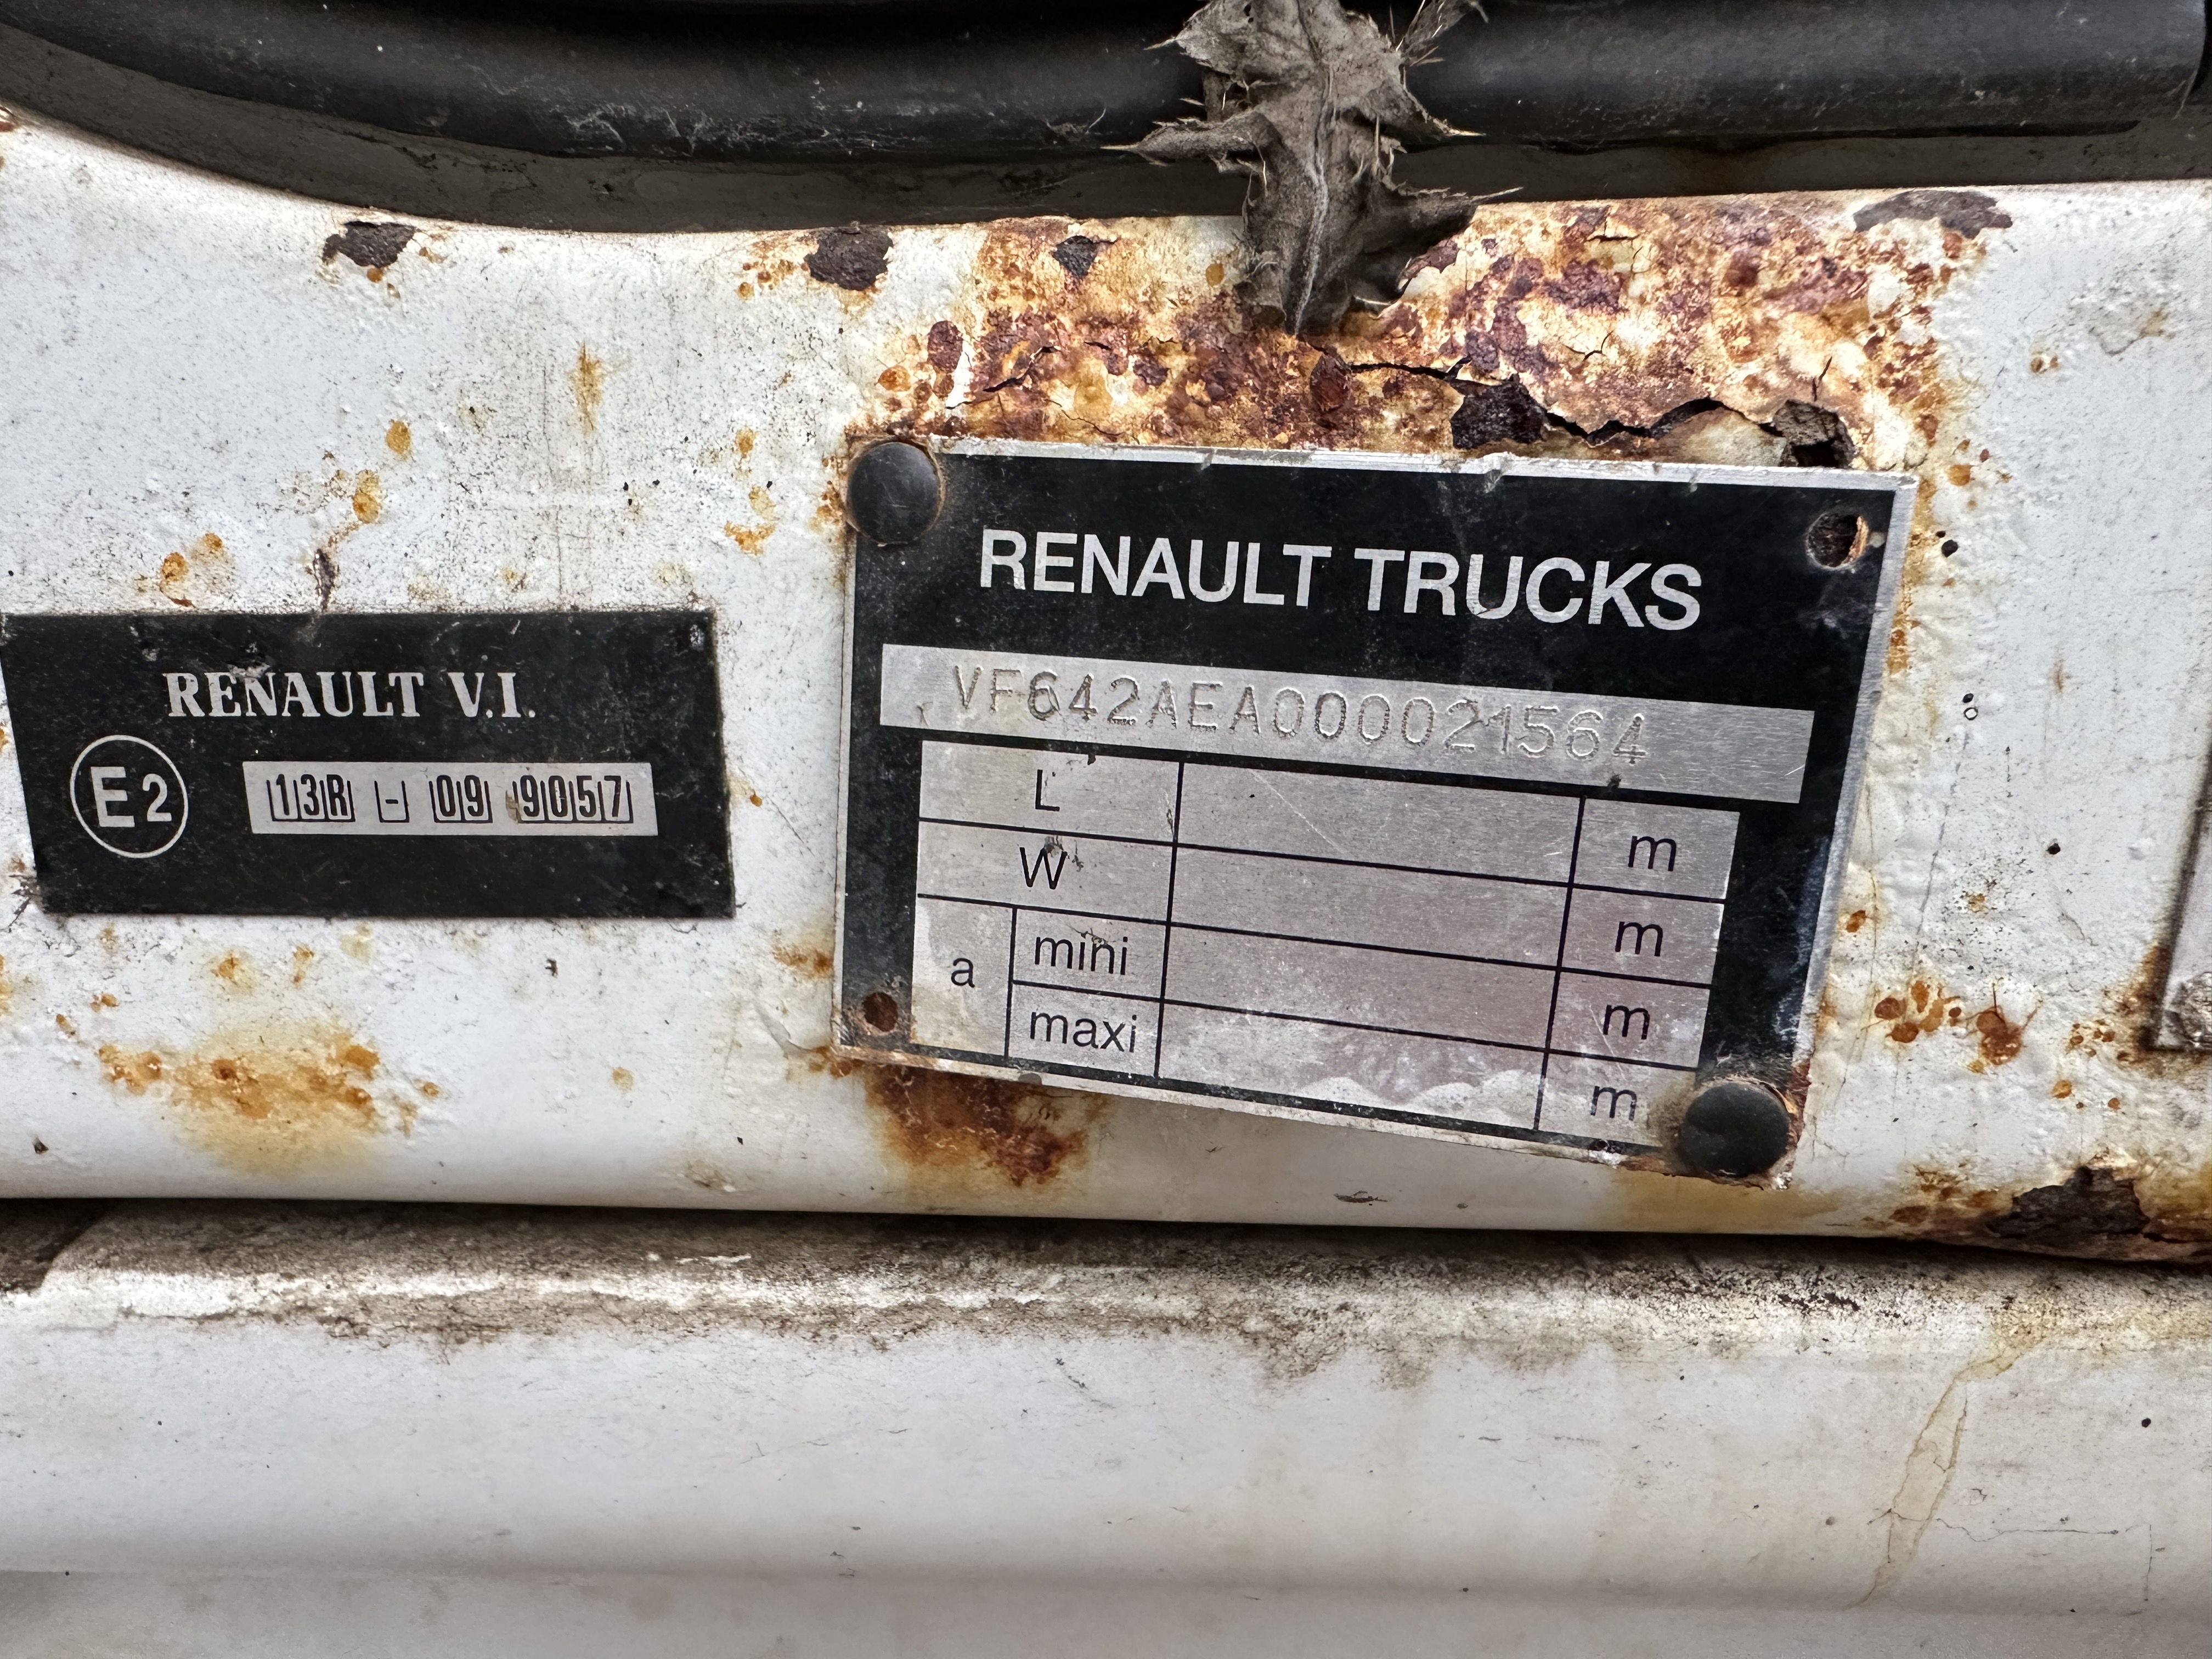 RENAULT V.I.
E2
13R - 09 9057
RENAULT TRUCKS
VF642AEA000021564
L m
W m
a mini m
maxi m